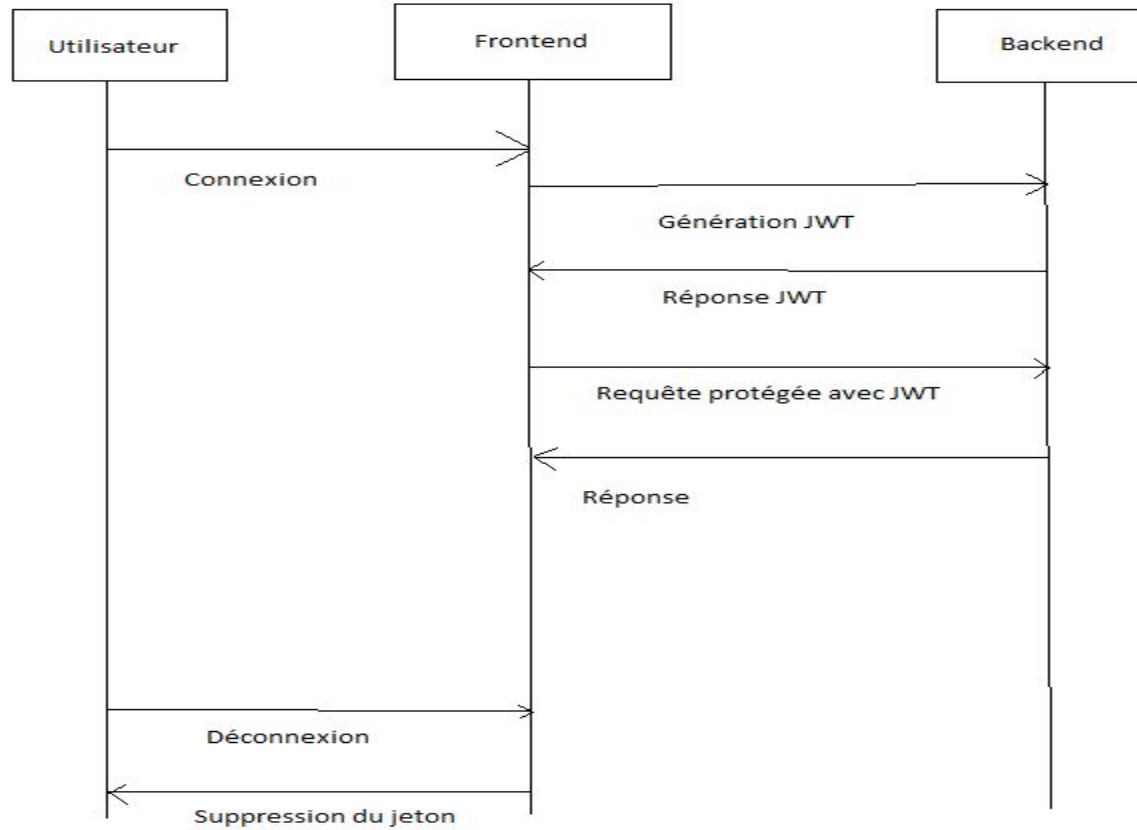 Utilisateur
Frontend
Backend
Connexion
Génération JWT
Réponse JWT
Requête protégée avec JWT
Réponse
Déconnexion
Suppression du jeton